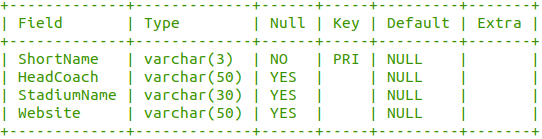 +-------------+-------------+------+-----+---------+-------+
| Field       | Type        | Null | Key | Default | Extra |
+-------------+-------------+------+-----+---------+-------+
| ShortName   | varchar(3)  | NO   | PRI | NULL    |       |
| HeadCoach   | varchar(50) | YES  |     | NULL    |       |
| StadiumName | varchar(30) | YES  |     | NULL    |       |
| Website     | varchar(50) | YES  |     | NULL    |       |
+-------------+-------------+------+-----+---------+-------+